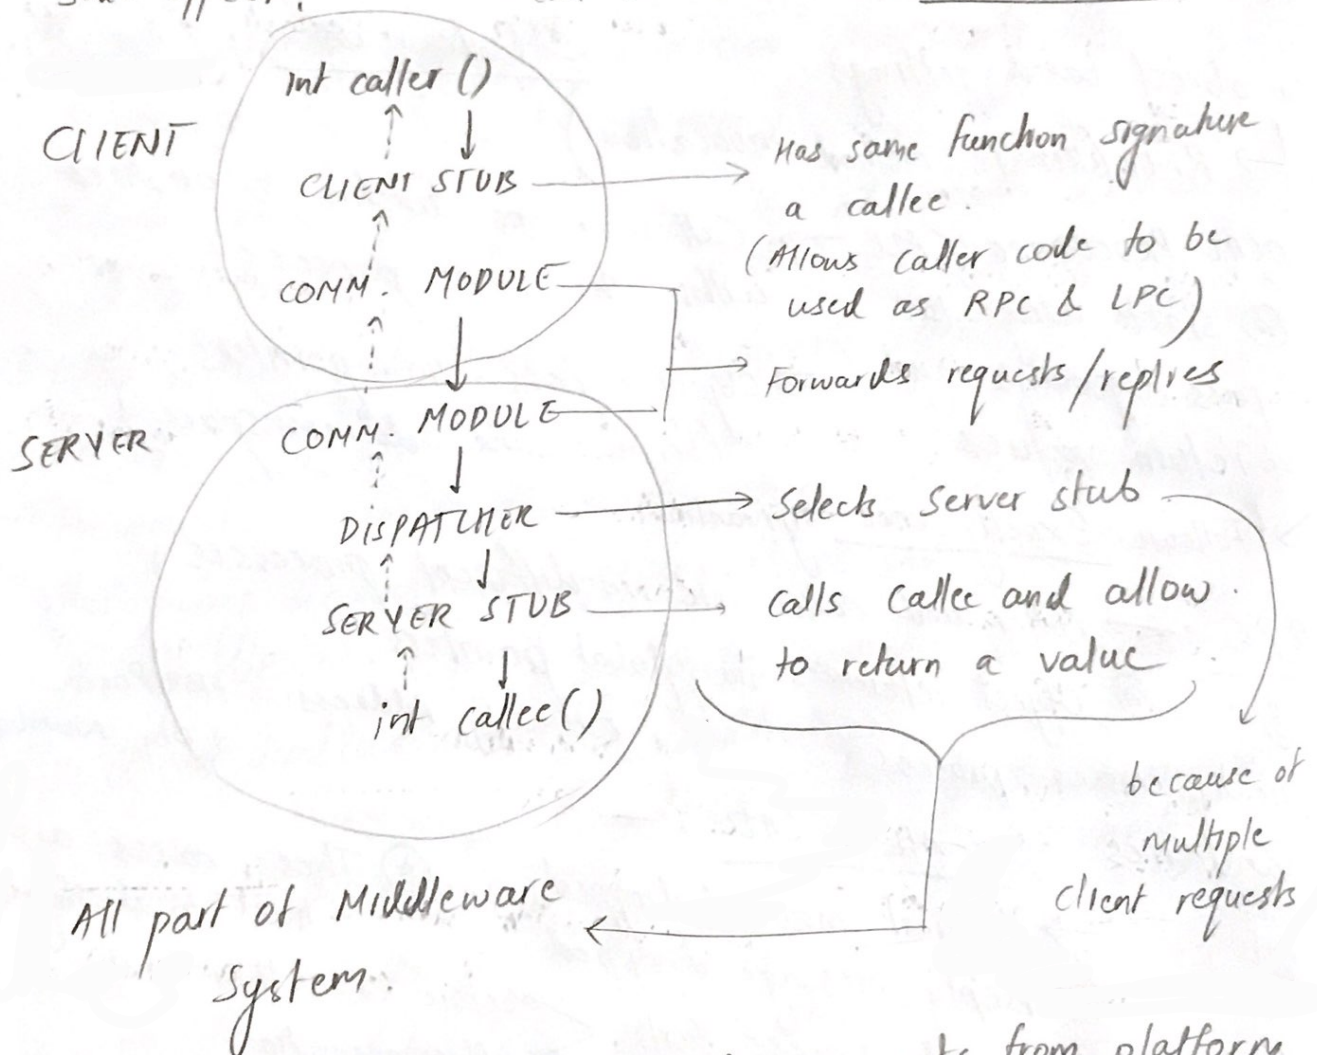 int caller ()
CLIENT
CLIENT STUB
Has same function signature
a callee.
(Allows caller code to be
used as RPC & LPC)
COMM. MODULE
Forwards requests/replies
SERVER
COMM. MODULE
DISPATCHER
Selects Server stub
because of
multiple
client requests
SERVER STUB
calls callee and allow
to return a value
int callee()
All part of Middleware
System.
from platform